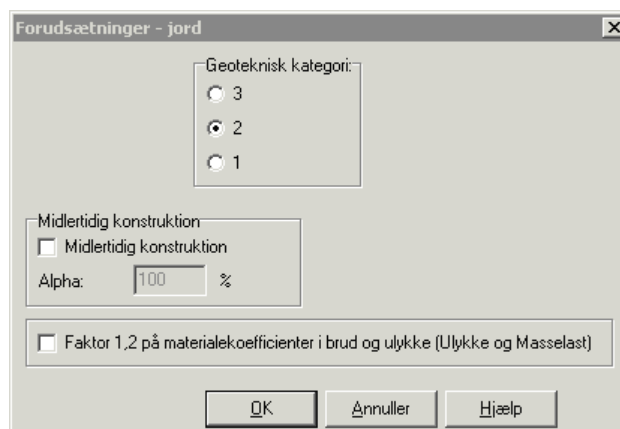 Forudsætninger - jord
Geoteknisk kategori:
3
2
1
Midlertidig konstruktion
Midlertidig konstruktion
Alpha: 100 %
Faktor 1,2 på materialekoefficienter i brud og ulykke (Ulykke og Masselast)
OK Annuller Hjælp